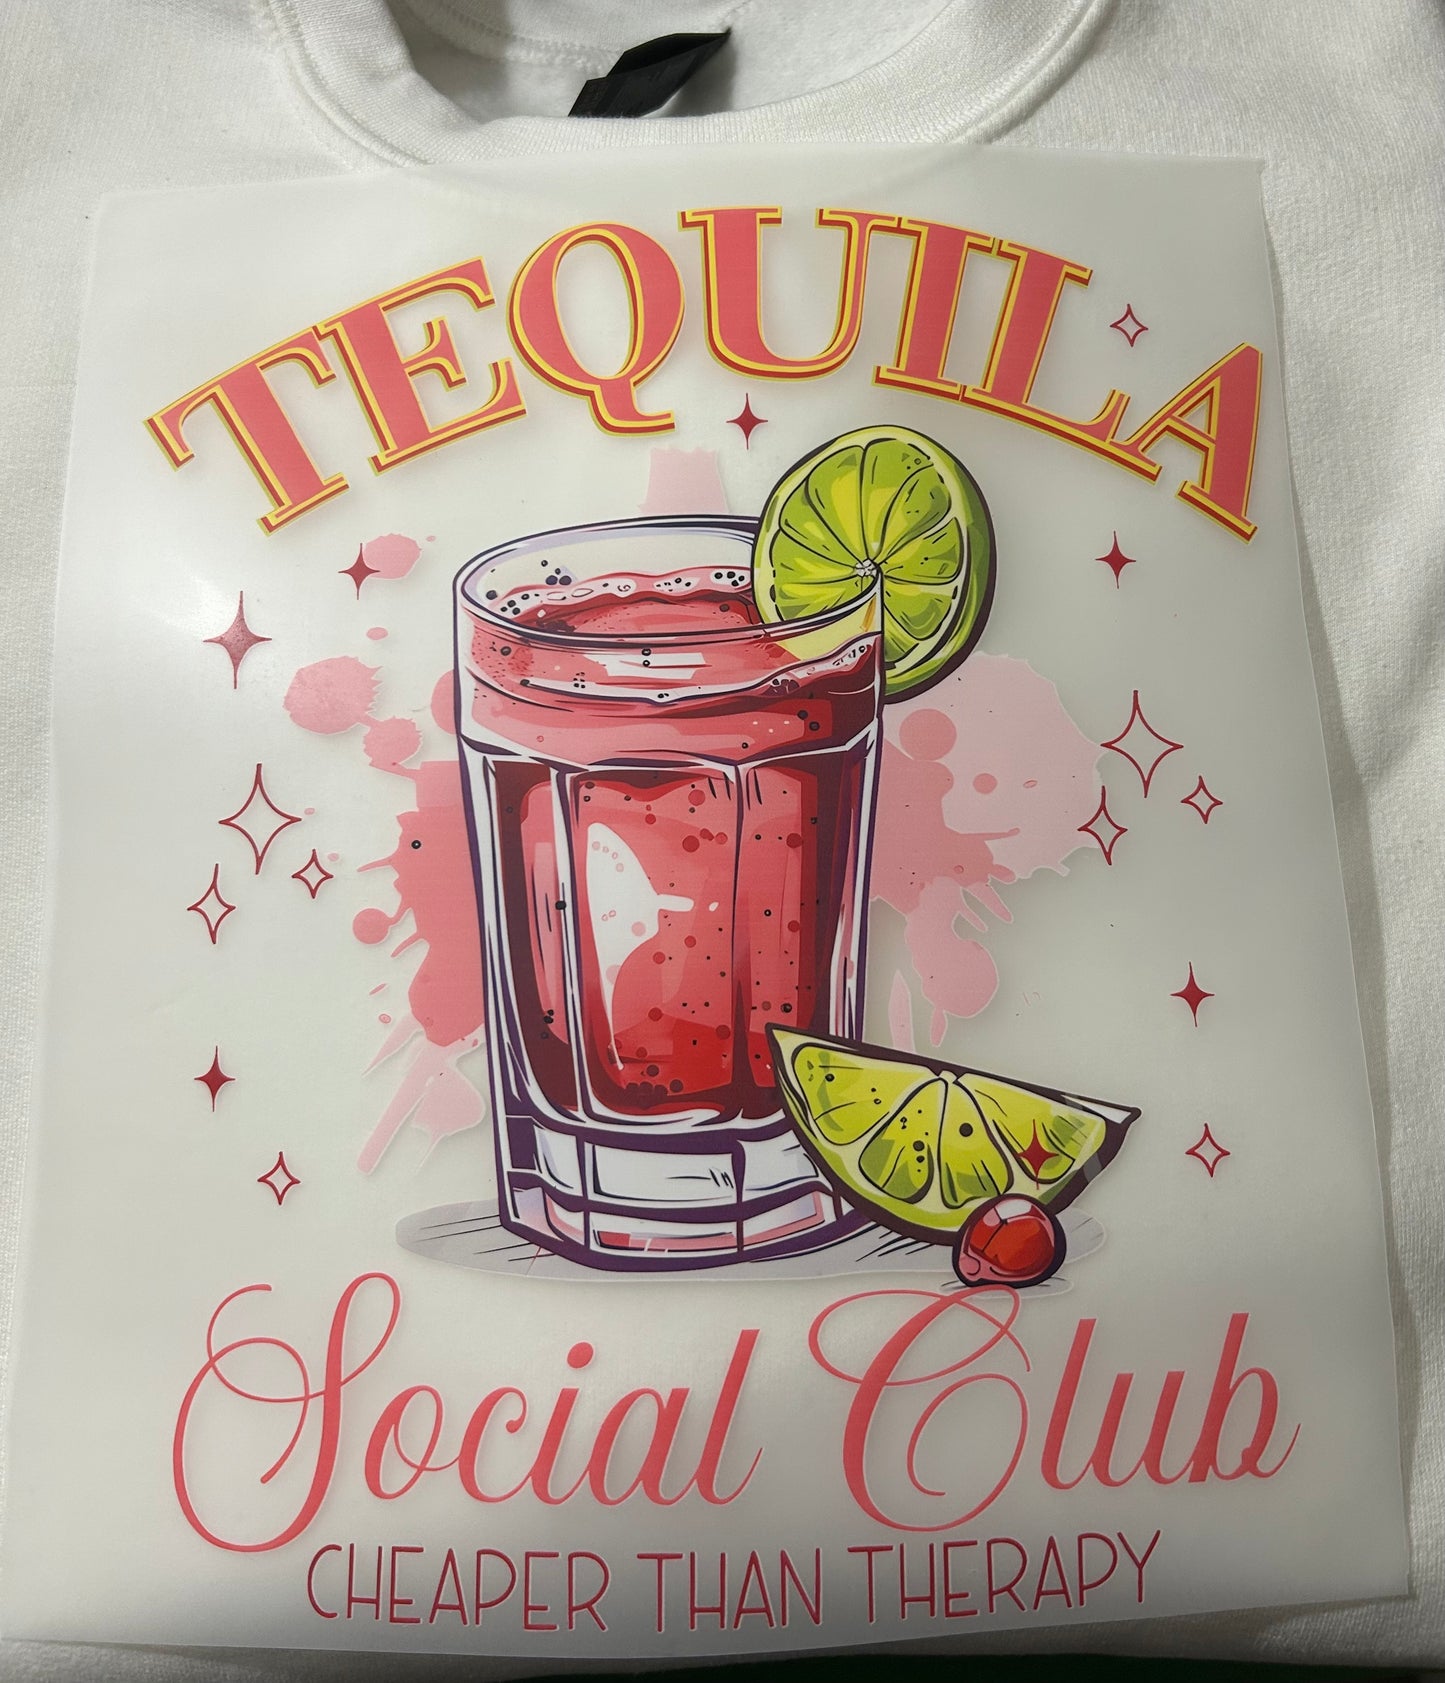 TEQUILA
Social Club
CHEAPER THAN THERAPY